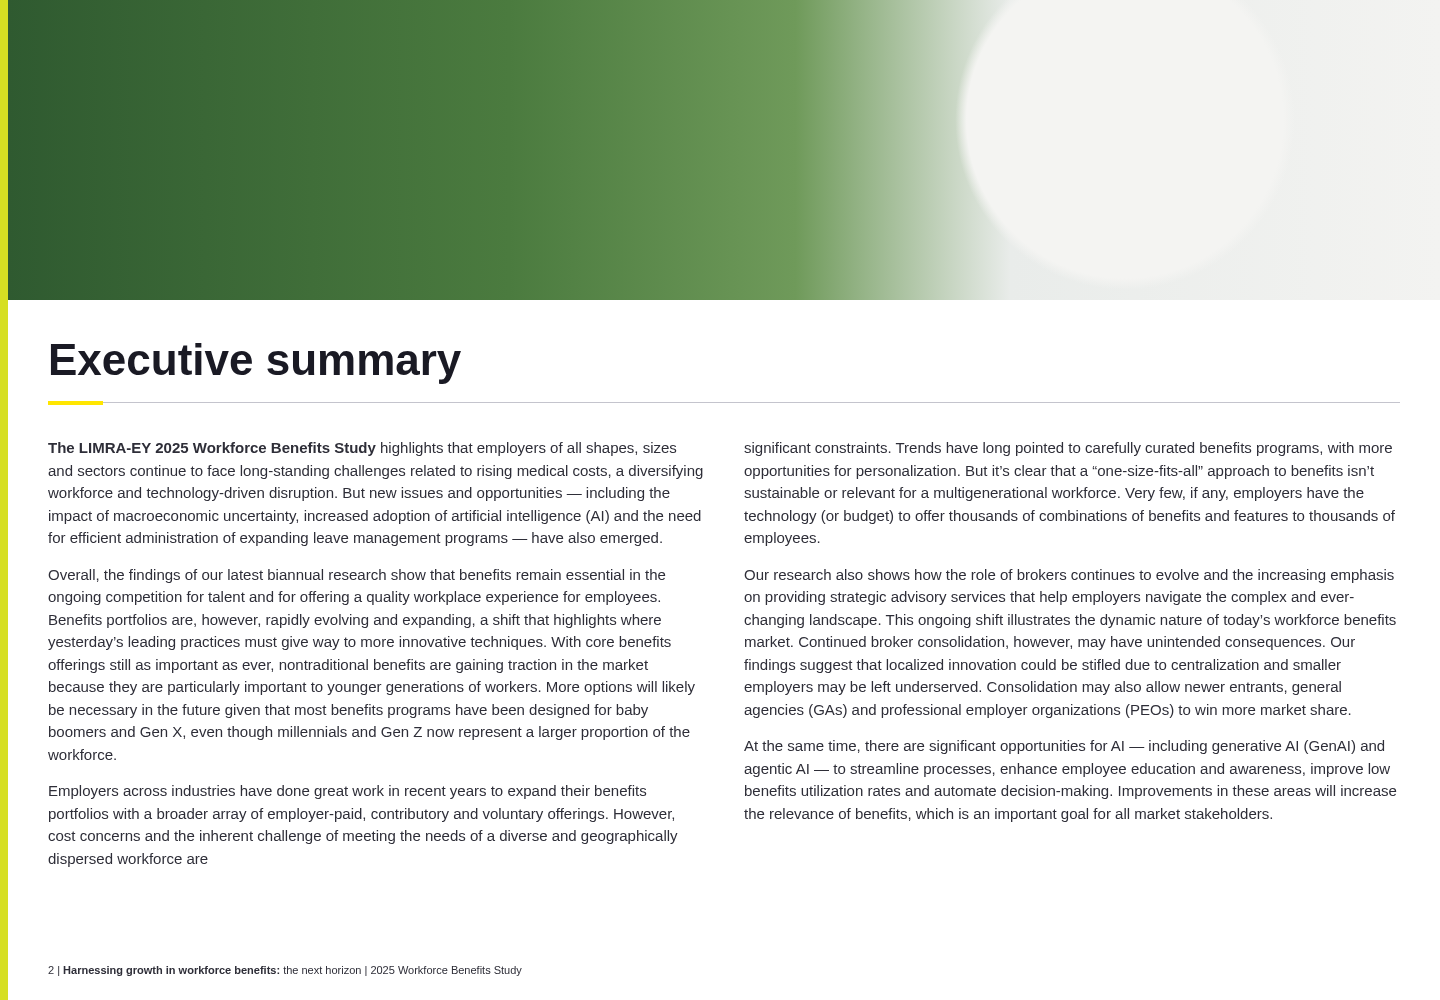 Executive summary
The LIMRA-EY 2025 Workforce Benefits Study highlights that employers of all shapes, sizes
and sectors continue to face long-standing challenges related to rising medical costs, a diversifying
workforce and technology-driven disruption. But new issues and opportunities — including the
impact of macroeconomic uncertainty, increased adoption of artificial intelligence (AI) and the need
for efficient administration of expanding leave management programs — have also emerged.
Overall, the findings of our latest biannual research show that benefits remain essential in the
ongoing competition for talent and for offering a quality workplace experience for employees.
Benefits portfolios are, however, rapidly evolving and expanding, a shift that highlights where
yesterday’s leading practices must give way to more innovative techniques. With core benefits
offerings still as important as ever, nontraditional benefits are gaining traction in the market
because they are particularly important to younger generations of workers. More options will likely
be necessary in the future given that most benefits programs have been designed for baby
boomers and Gen X, even though millennials and Gen Z now represent a larger proportion of the
workforce.
Employers across industries have done great work in recent years to expand their benefits
portfolios with a broader array of employer-paid, contributory and voluntary offerings. However,
cost concerns and the inherent challenge of meeting the needs of a diverse and geographically
dispersed workforce are
significant constraints. Trends have long pointed to carefully curated benefits programs, with more
opportunities for personalization. But it’s clear that a “one-size-fits-all” approach to benefits isn’t
sustainable or relevant for a multigenerational workforce. Very few, if any, employers have the
technology (or budget) to offer thousands of combinations of benefits and features to thousands of
employees.
Our research also shows how the role of brokers continues to evolve and the increasing emphasis
on providing strategic advisory services that help employers navigate the complex and ever-
changing landscape. This ongoing shift illustrates the dynamic nature of today’s workforce benefits
market. Continued broker consolidation, however, may have unintended consequences. Our
findings suggest that localized innovation could be stifled due to centralization and smaller
employers may be left underserved. Consolidation may also allow newer entrants, general
agencies (GAs) and professional employer organizations (PEOs) to win more market share.
At the same time, there are significant opportunities for AI — including generative AI (GenAI) and
agentic AI — to streamline processes, enhance employee education and awareness, improve low
benefits utilization rates and automate decision-making. Improvements in these areas will increase
the relevance of benefits, which is an important goal for all market stakeholders.
2 | Harnessing growth in workforce benefits: the next horizon | 2025 Workforce Benefits Study